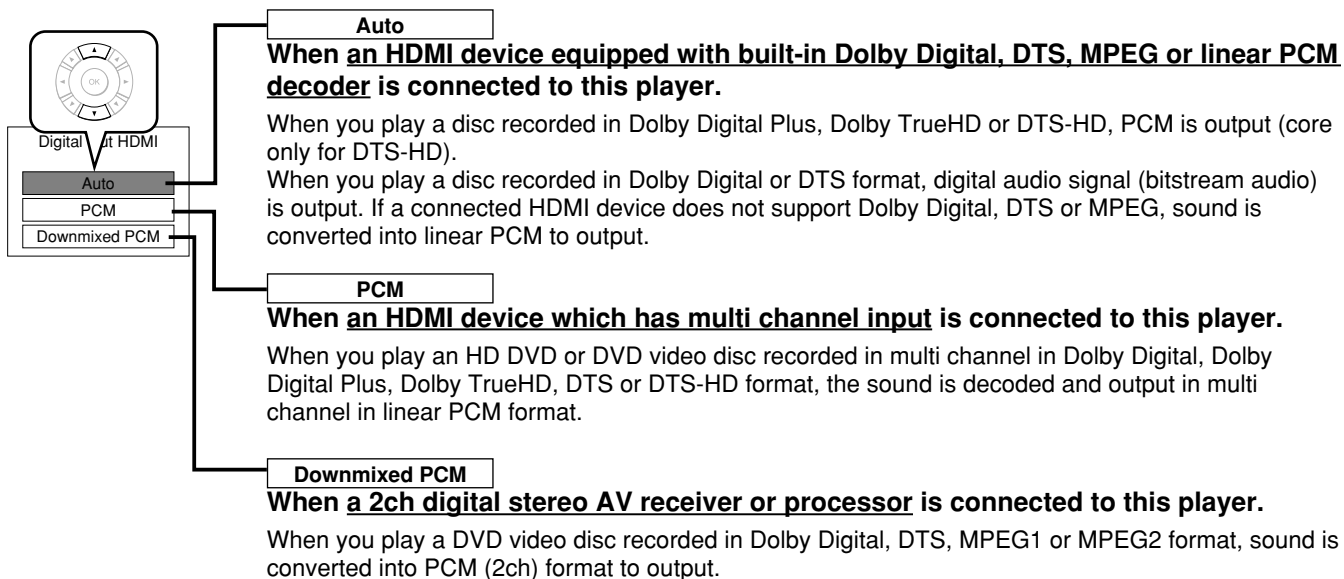 OK
Digital  ut HDMI
Auto
PCM
Downmixed PCM
Auto
When an HDMI device equipped with built-in Dolby Digital, DTS, MPEG or linear PCM
decoder is connected to this player.
When you play a disc recorded in Dolby Digital Plus, Dolby TrueHD or DTS-HD, PCM is output (core
only for DTS-HD).
When you play a disc recorded in Dolby Digital or DTS format, digital audio signal (bitstream audio)
is output. If a connected HDMI device does not support Dolby Digital, DTS or MPEG, sound is
converted into linear PCM to output.
PCM
When an HDMI device which has multi channel input is connected to this player.
When you play an HD DVD or DVD video disc recorded in multi channel in Dolby Digital, Dolby
Digital Plus, Dolby TrueHD, DTS or DTS-HD format, the sound is decoded and output in multi
channel in linear PCM format.
Downmixed PCM
When a 2ch digital stereo AV receiver or processor is connected to this player.
When you play a DVD video disc recorded in Dolby Digital, DTS, MPEG1 or MPEG2 format, sound is
converted into PCM (2ch) format to output.